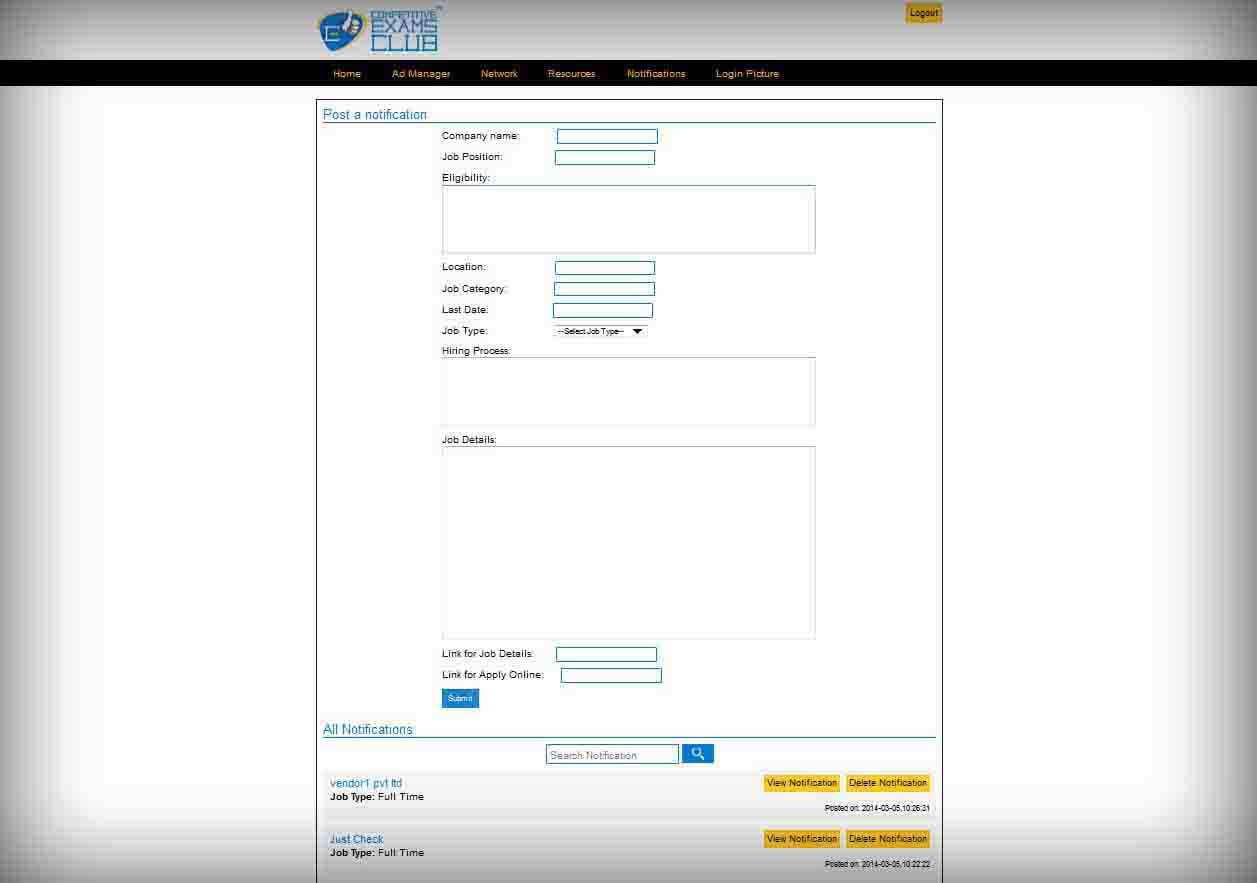 COMPETITIVE
EXAMS
CLUB
Logout
Home Ad Manager Network Resources Notifications Login Picture
Post a notification
Company name:
Job Position:
Eligibility:
Location:
Job Category:
Last Date:
Job Type: --Select Job Type--
Hiring Process:
Job Details:
Link for Job Details:
Link for Apply Online:
Submit
All Notifications
Search Notification
vendor1 pvt ltd View Notification Delete Notification
Job Type: Full Time
Posted on: 2014-03-05,10:26:31
Just Check View Notification Delete Notification
Job Type: Full Time
Posted on: 2014-03-05,10:22:22